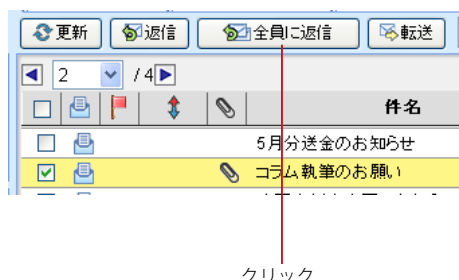 更新 返信 全員に返信 転送
2 / 4
件名
5月分送金のお知らせ
コラム執筆のお願い
クリック